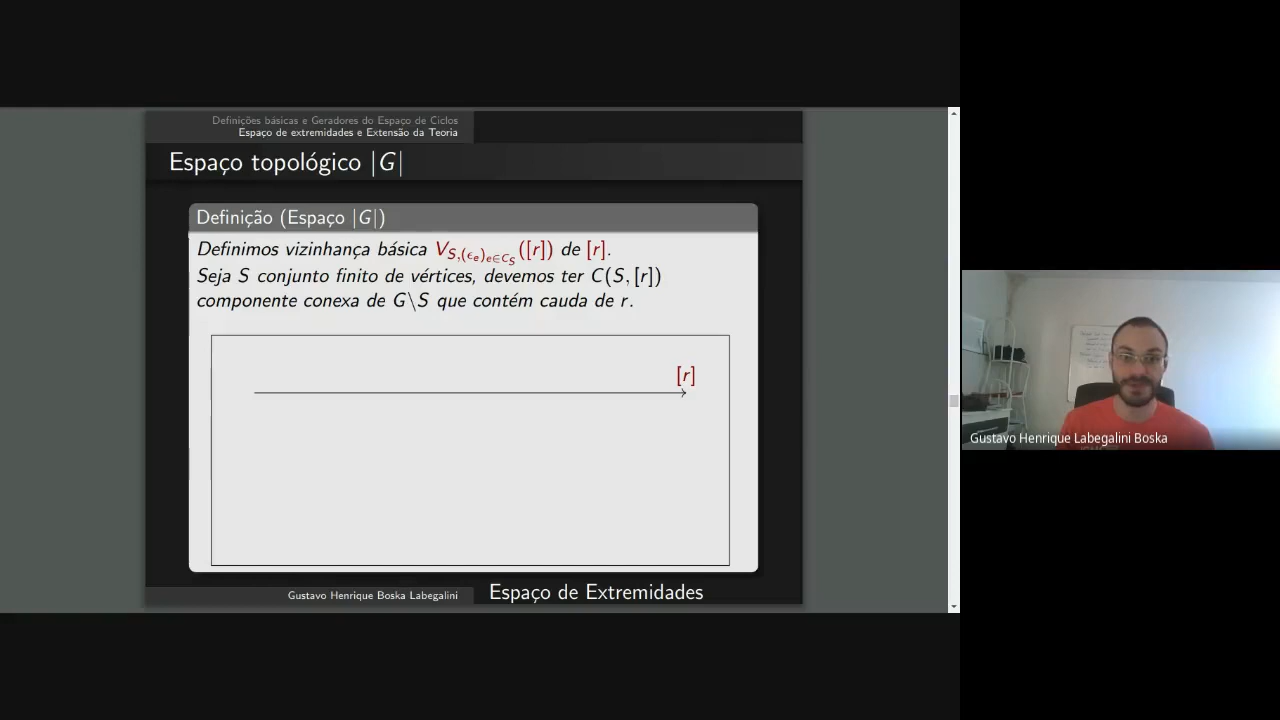 Definições básicas e Geradores do Espaço de Ciclos
Espaço de extremidades e Extensão da Teoria
Espaço topológico |G|
Definição (Espaço |G|)
Definimos vizinhança básica V_{S,(ϵ_e)_{e∈C_S}}([r]) de [r].
Seja S conjunto finito de vértices, devemos ter C(S, [r])
componente conexa de G\S que contém cauda de r.
[r]
Gustavo Henrique Boska Labegalini
Espaço de Extremidades
Gustavo Henrique Labegalini Boska